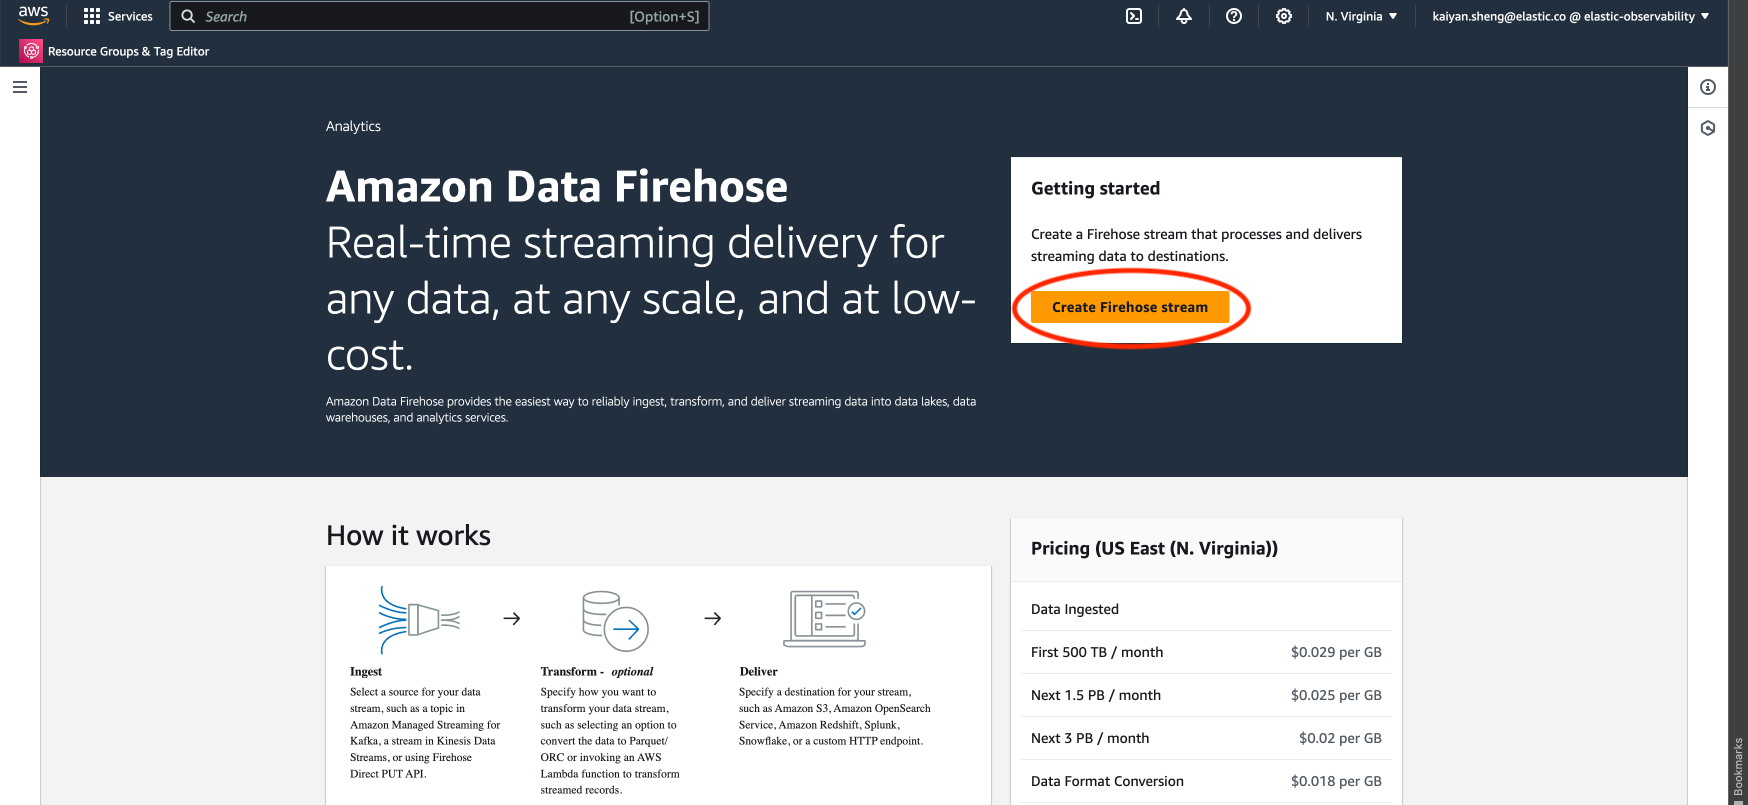 aws
Services
Search
[Option+S]
N. Virginia
kaiyan.sheng@elastic.co @ elastic-observability
Resource Groups & Tag Editor
Analytics
Amazon Data Firehose
Real-time streaming delivery for
any data, at any scale, and at low-
cost.
Amazon Data Firehose provides the easiest way to reliably ingest, transform, and deliver streaming data into data lakes, data
warehouses, and analytics services.
Getting started
Create a Firehose stream that processes and delivers
streaming data to destinations.
Create Firehose stream
How it works
Ingest
Select a source for your data
stream, such as a topic in
Amazon Managed Streaming for
Kafka, a stream in Kinesis Data
Streams, or using Firehose
Direct PUT API.
Transform - optional
Specify how you want to
transform your data stream,
such as selecting an option to
convert the data to Parquet/
ORC or invoking an AWS
Lambda function to transform
streamed records.
Deliver
Specify a destination for your stream,
such as Amazon S3, Amazon OpenSearch
Service, Amazon Redshift, Splunk,
Snowflake, or a custom HTTP endpoint.
Pricing (US East (N. Virginia))
Data Ingested
First 500 TB / month $0.029 per GB
Next 1.5 PB / month $0.025 per GB
Next 3 PB / month $0.02 per GB
Data Format Conversion $0.018 per GB
Bookmarks